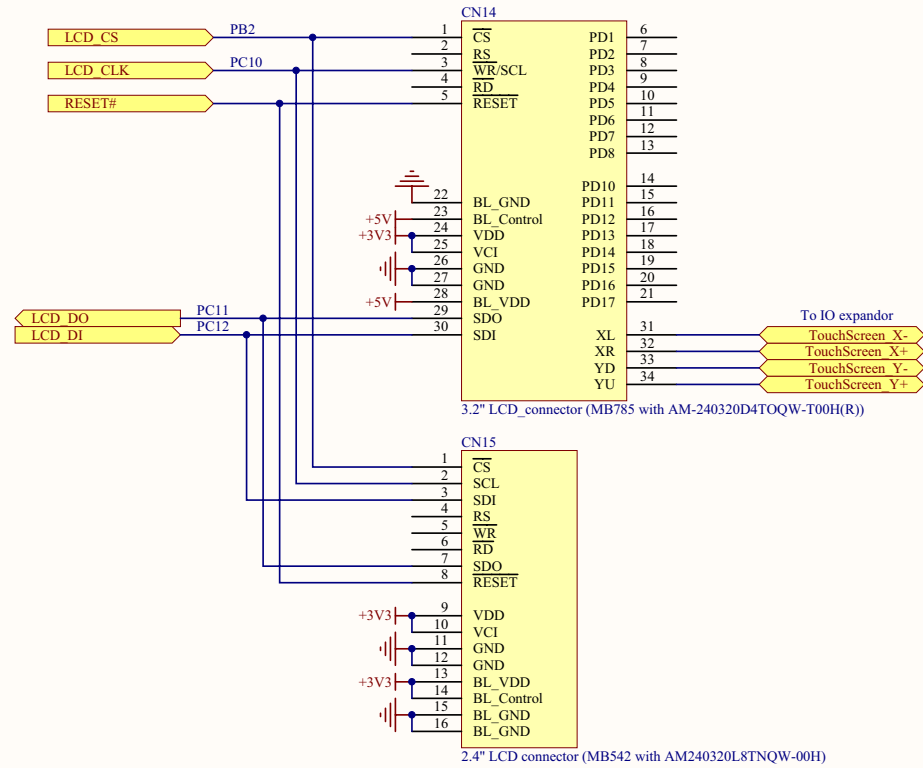 CN14
LCD_CS PB2 1 CS PD1 6
2 RS PD2 7
LCD_CLK PC10 3 WR/SCL PD3 8
4 RD PD4 9
RESET# 5 RESET PD5 10
PD6 11
PD7 12
PD8 13
PD10 14
22 BL_GND PD11 15
+5V 23 BL_Control PD12 16
+3V3 24 VDD PD13 17
25 VCI PD14 18
26 GND PD15 19
27 GND PD16 20
+5V 28 BL_VDD PD17 21
LCD_DO PC11 29 SDO
To IO expandor
LCD_DI PC12 30 SDI XL 31 TouchScreen_X-
XR 32 TouchScreen_X+
YD 33 TouchScreen_Y-
YU 34 TouchScreen_Y+
3.2" LCD_connector (MB785 with AM-240320D4TOQW-T00H(R))
CN15
1 CS
2 SCL
3 SDI
4 RS
5 WR
6 RD
7 SDO
8 RESET
+3V3 9 VDD
10 VCI
11 GND
12 GND
+3V3 13 BL_VDD
14 BL_Control
15 BL_GND
16 BL_GND
2.4" LCD connector (MB542 with AM240320L8TNQW-00H)